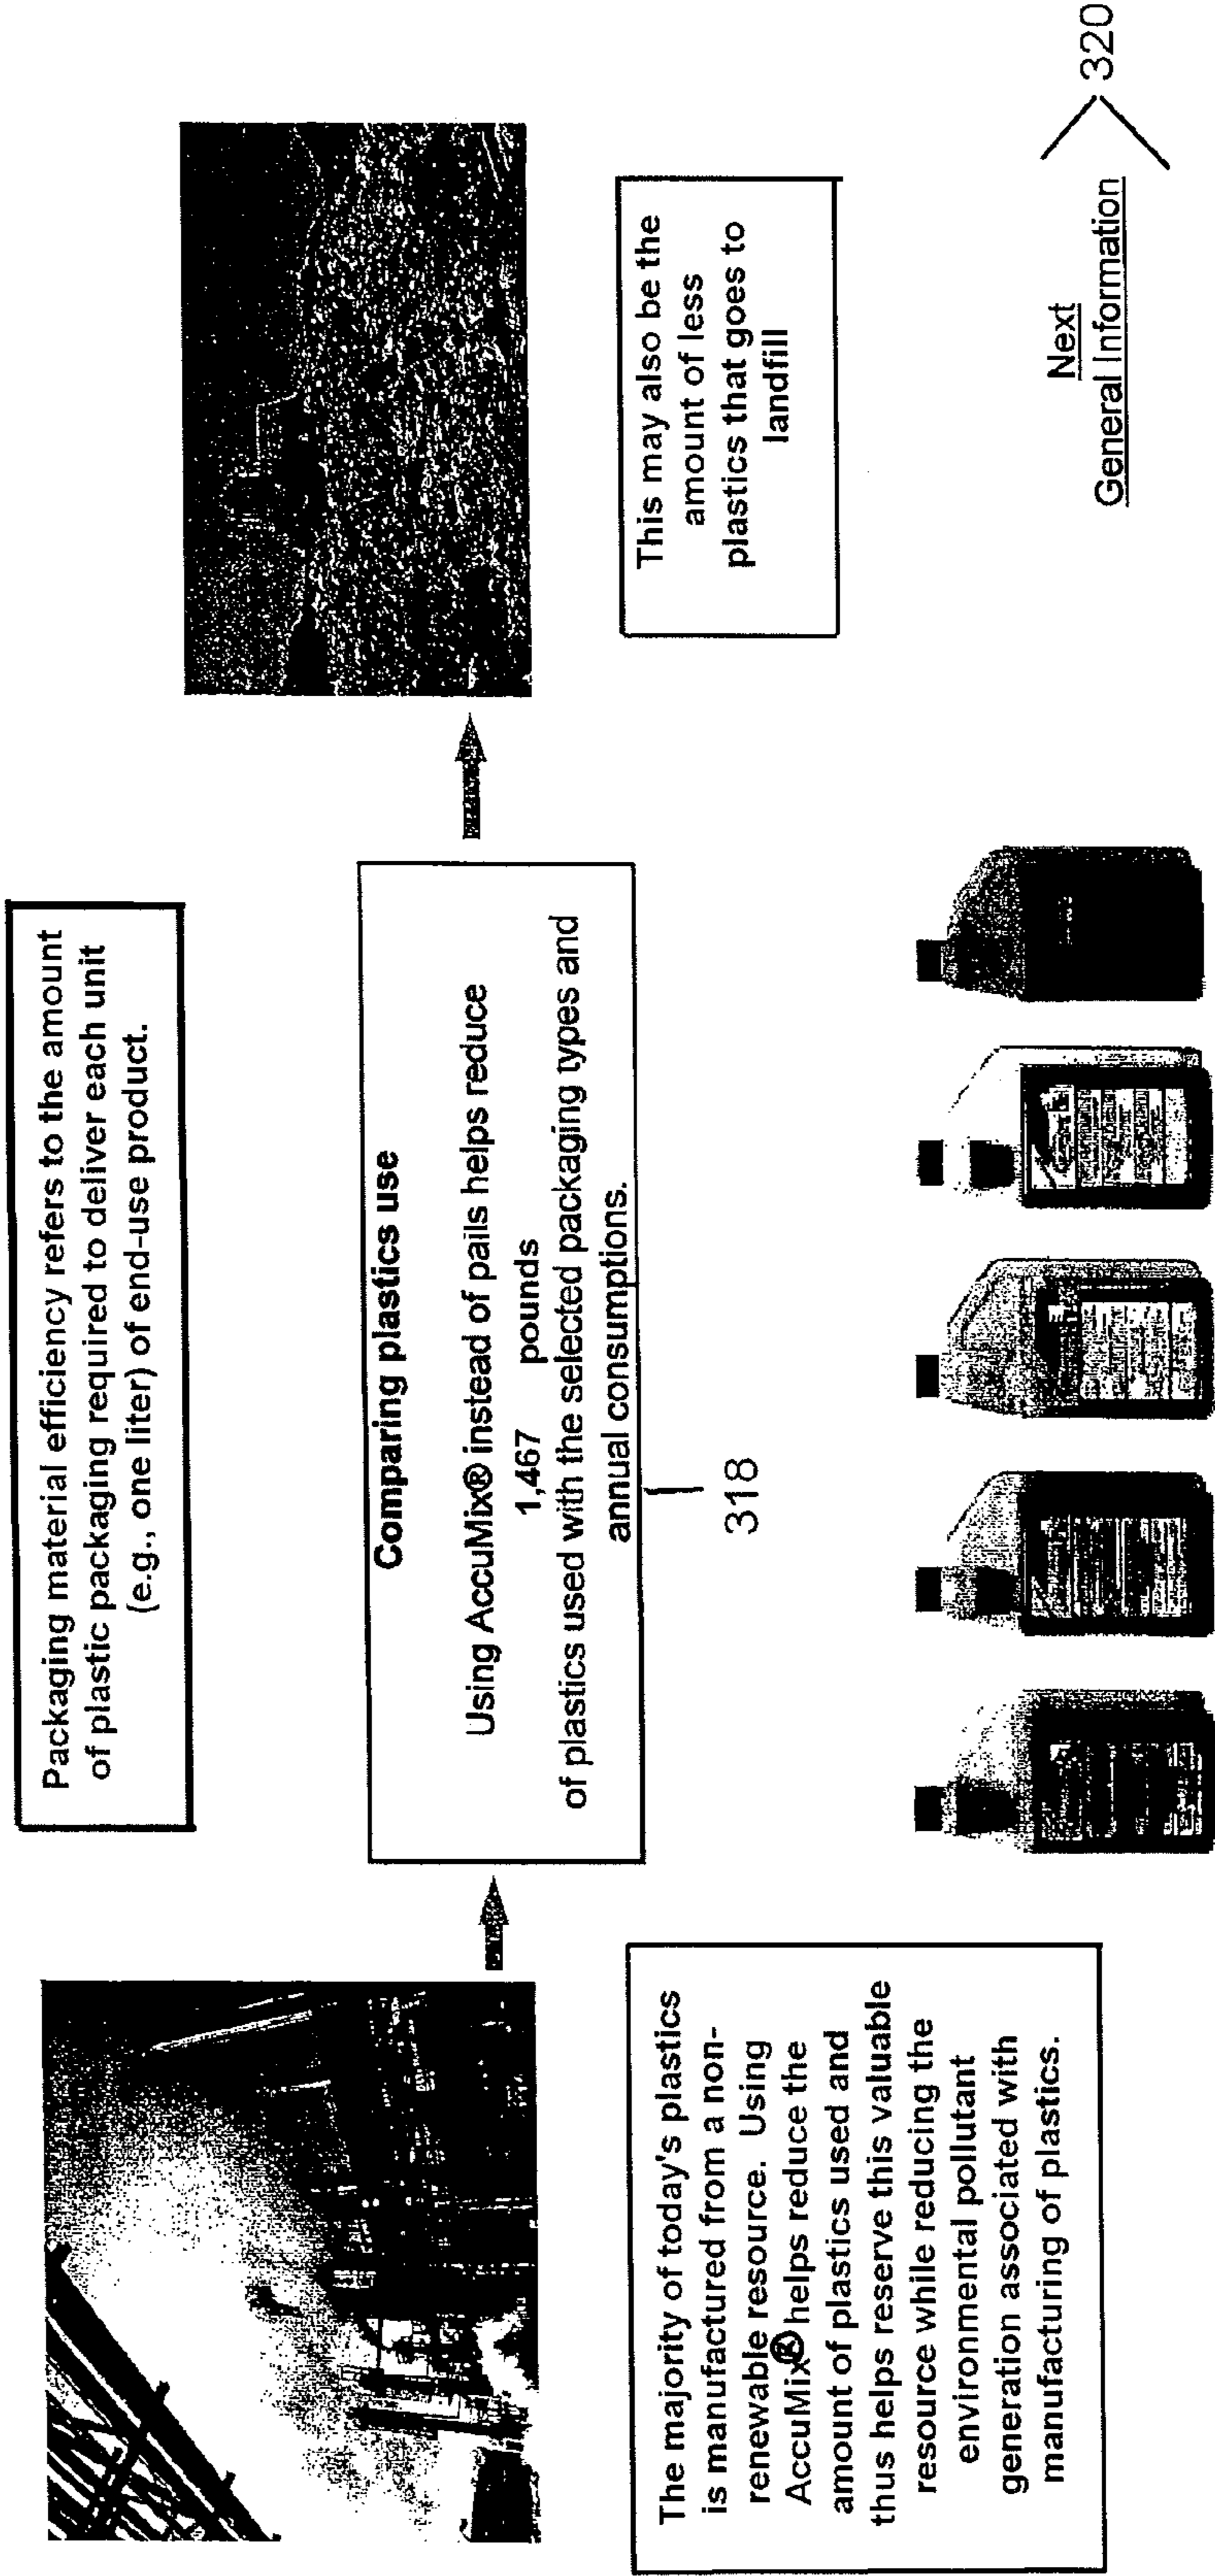 Packaging material efficiency refers to the amount
of plastic packaging required to deliver each unit
(e.g., one liter) of end-use product.
Comparing plastics use
Using AccuMix® instead of pails helps reduce
1,467 pounds
of plastics used with the selected packaging types and
annual consumptions.
318
The majority of today's plastics
is manufactured from a non-
renewable resource. Using
AccuMix® helps reduce the
amount of plastics used and
thus helps reserve this valuable
resource while reducing the
environmental pollutant
generation associated with
manufacturing of plastics.
This may also be the
amount of less
plastics that goes to
landfill
Next
General Information
320